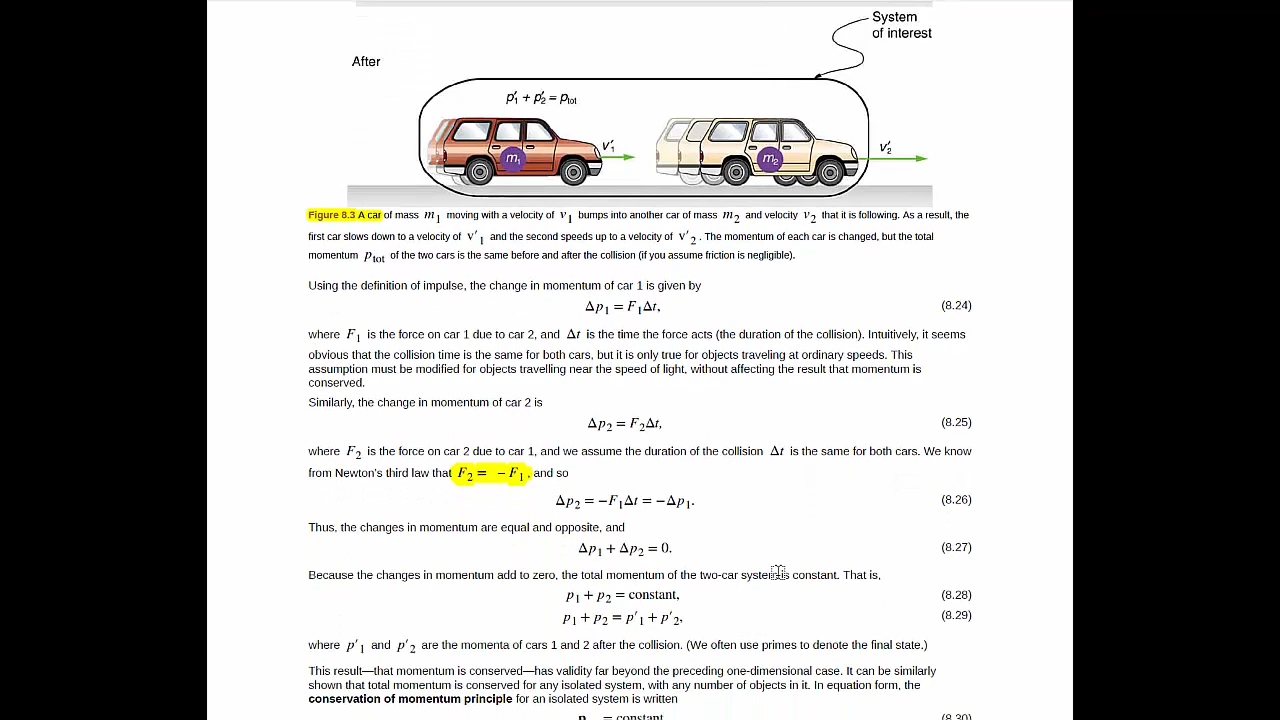 System
of interest
After
p′1 + p′2 = ptot
m1
v′1
m2
v′2
Figure 8.3 A car of mass m1 moving with a velocity of v1 bumps into another car of mass m2 and velocity v2 that it is following. As a result, the
first car slows down to a velocity of v′1 and the second speeds up to a velocity of v′2. The momentum of each car is changed, but the total
momentum ptot of the two cars is the same before and after the collision (if you assume friction is negligible).
Using the definition of impulse, the change in momentum of car 1 is given by
Δp1 = F1Δt, (8.24)
where F1 is the force on car 1 due to car 2, and Δt is the time the force acts (the duration of the collision). Intuitively, it seems
obvious that the collision time is the same for both cars, but it is only true for objects traveling at ordinary speeds. This
assumption must be modified for objects travelling near the speed of light, without affecting the result that momentum is
conserved.
Similarly, the change in momentum of car 2 is
Δp2 = F2Δt, (8.25)
where F2 is the force on car 2 due to car 1, and we assume the duration of the collision Δt is the same for both cars. We know
from Newton's third law that F2 = −F1, and so
Δp2 = −F1Δt = −Δp1. (8.26)
Thus, the changes in momentum are equal and opposite, and
Δp1 + Δp2 = 0. (8.27)
Because the changes in momentum add to zero, the total momentum of the two-car system is constant. That is,
p1 + p2 = constant, (8.28)
p1 + p2 = p′1 + p′2, (8.29)
where p′1 and p′2 are the momenta of cars 1 and 2 after the collision. (We often use primes to denote the final state.)
This result—that momentum is conserved—has validity far beyond the preceding one-dimensional case. It can be similarly
shown that total momentum is conserved for any isolated system, with any number of objects in it. In equation form, the
conservation of momentum principle for an isolated system is written
= constant (8.30)